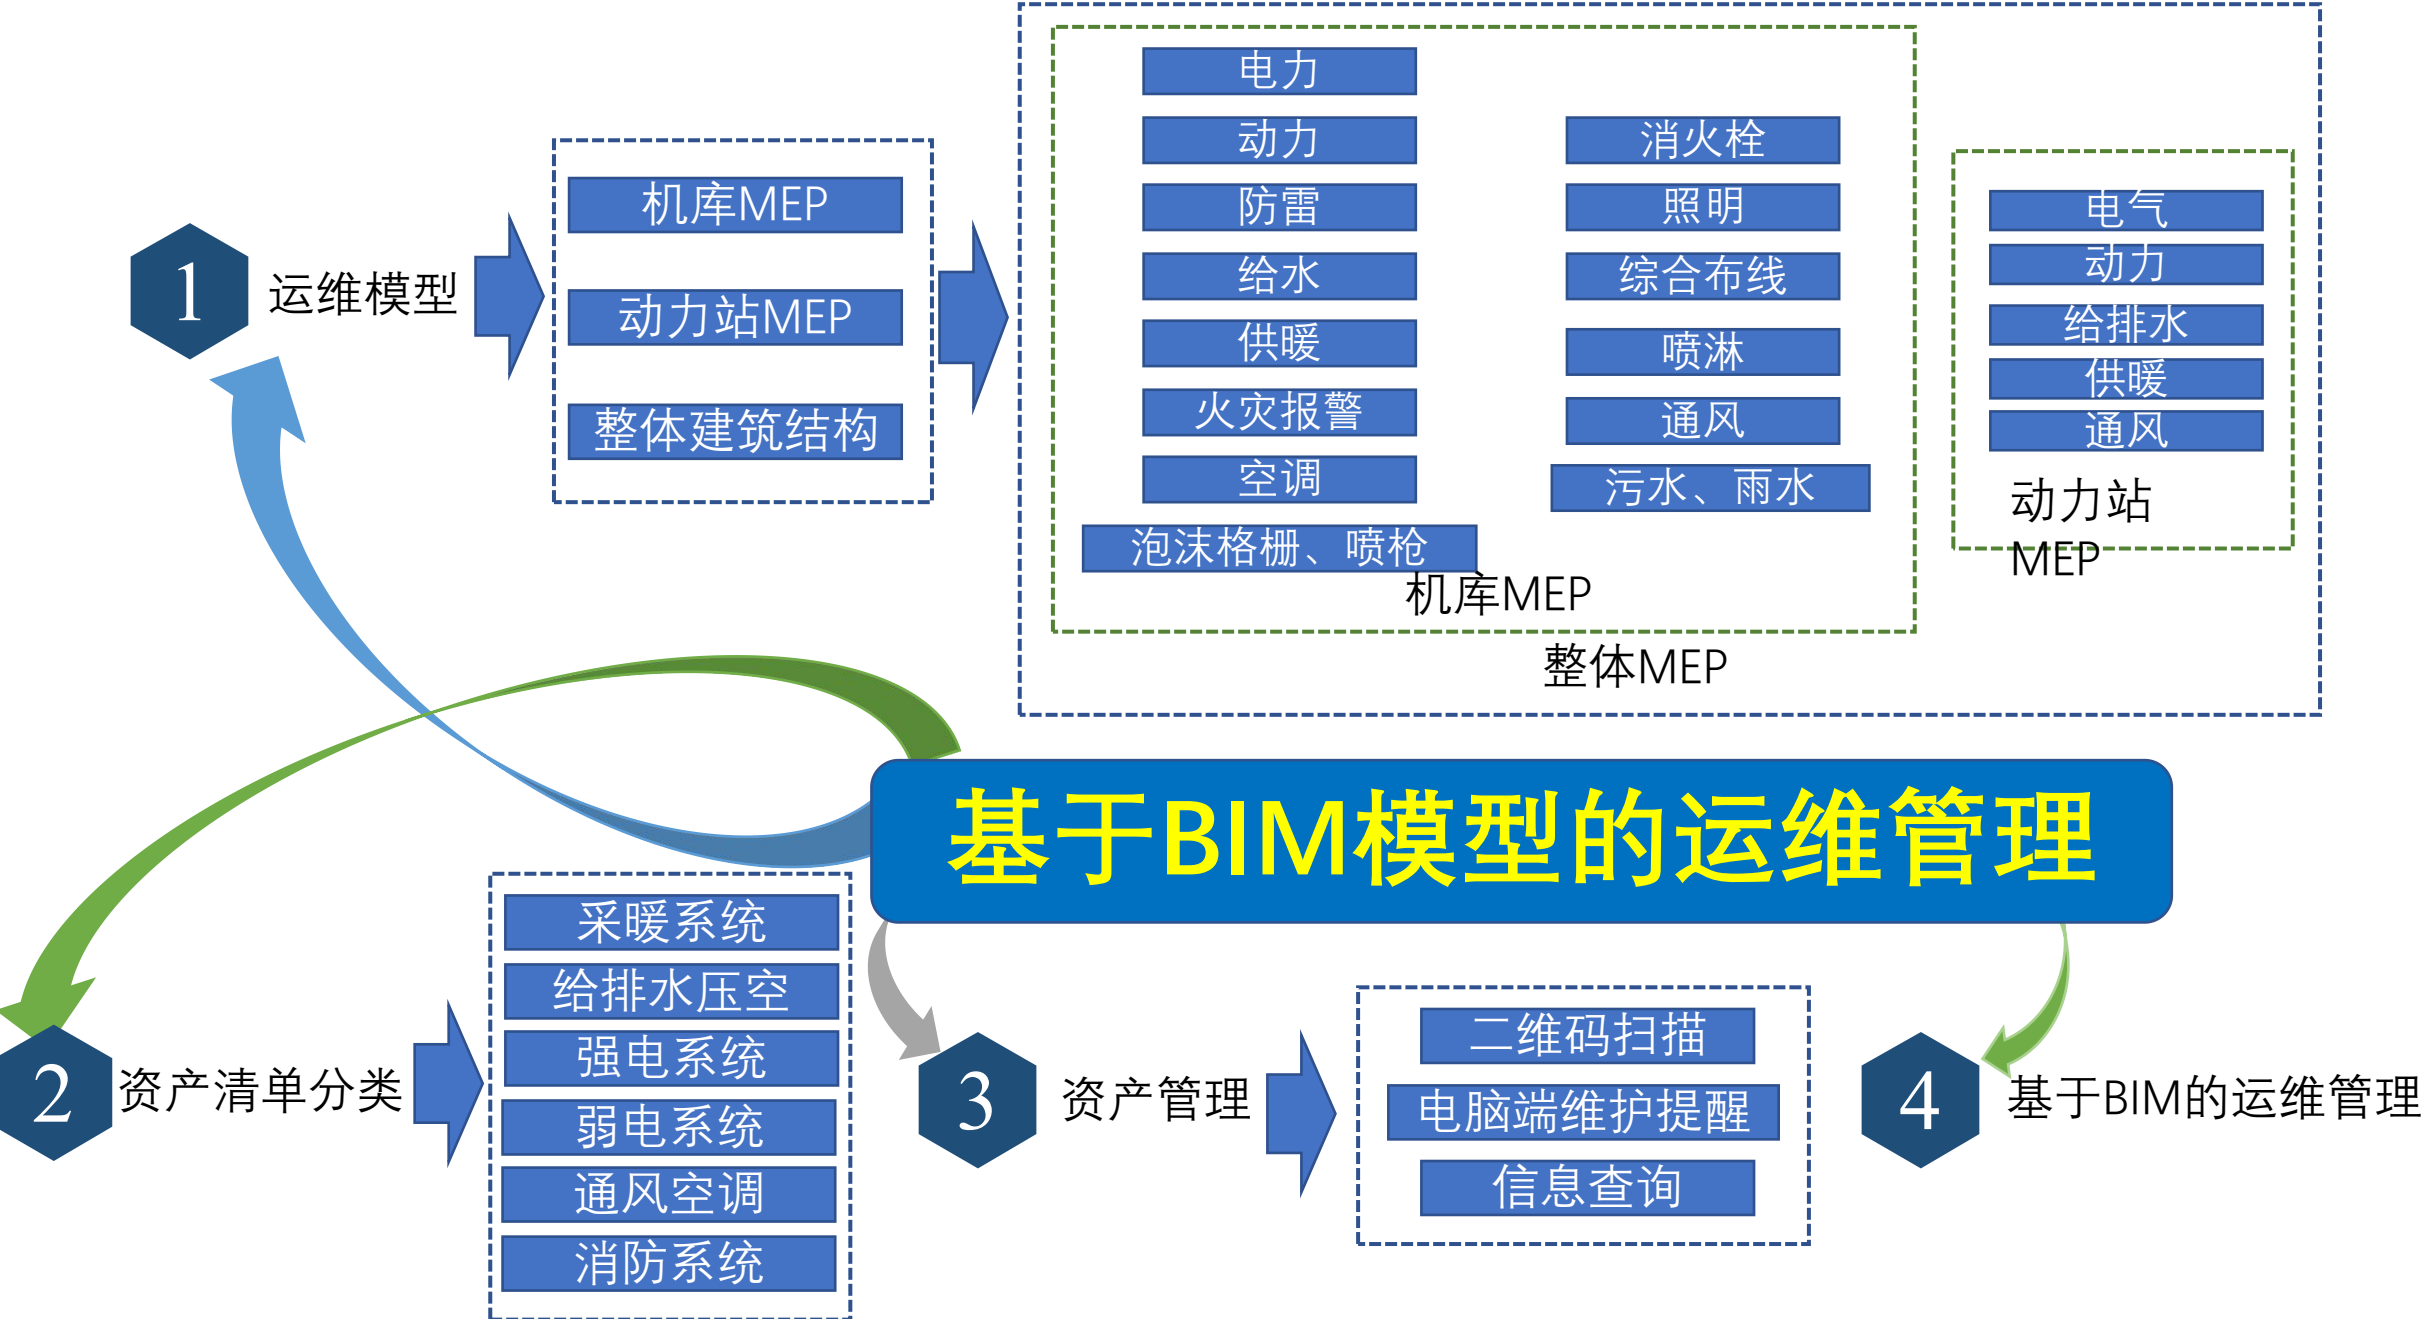 1
运维模型
机库MEP
动力站MEP
整体建筑结构
电力
动力
防雷
给水
供暖
火灾报警
空调
泡沫格栅、喷枪
消火栓
照明
综合布线
喷淋
通风
污水、雨水
机库MEP
电气
动力
给排水
供暖
通风
动力站
MEP
整体MEP
基于BIM模型的运维管理
2
资产清单分类
采暖系统
给排水压空
强电系统
弱电系统
通风空调
消防系统
3
资产管理
二维码扫描
电脑端维护提醒
信息查询
4
基于BIM的运维管理